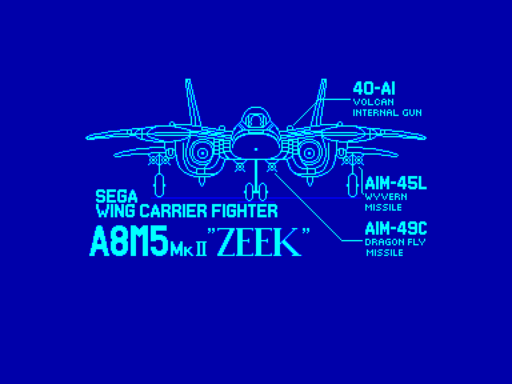 40-AI
VOLCAN
INTERNAL GUN
AIM-45L
WYVERN
MISSILE
SEGA
WING CARRIER FIGHTER
A8M5 MK II "ZEEK"
AIM-49C
DRAGON FLY
MISSILE